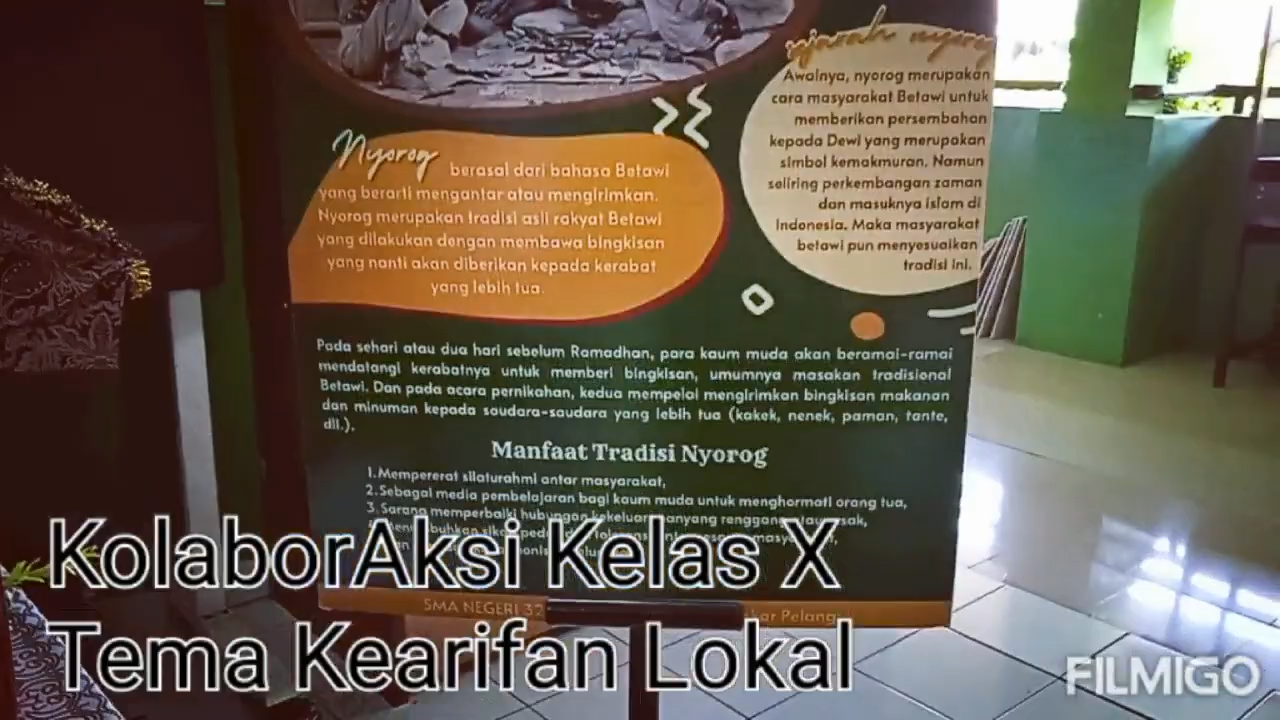 Nyorog berasal dari bahasa Betawi
yang berarti mengantar atau mengirimkan.
Nyorog merupakan tradisi asli rakyat Betawi
yang dilakukan dengan membawa bingkisan
yang nanti akan diberikan kepada kerabat
yang lebih tua.
sejarah nyorog
Awalnya, nyorog merupakan
cara masyarakat Betawi untuk
memberikan persembahan
kepada Dewi yang merupakan
simbol kemakmuran. Namun
seiiring perkembangan zaman
dan masuknya islam di
Indonesia. Maka masyarakat
betawi pun menyesuaikan
tradisi ini.
Pada sehari atau dua hari sebelum Ramadhan, para kaum muda akan beramai-ramai
mendatangi kerabatnya untuk memberi bingkisan, umumnya masakan tradisional
Betawi. Dan pada acara pernikahan, kedua mempelai mengirimkan bingkisan makanan
dan minuman kepada saudara-saudara yang lebih tua (kakek, nenek, paman, tante,
dll.).
Manfaat Tradisi Nyorog
1. Mempererat silaturahmi antar masyarakat,
2. Sebagai media pembelajaran bagi kaum muda untuk menghormati orang tua,
3. Sarana memperbaiki hubungan yang renggang
SMA NEGERI 32
KolaborAksi Kelas X
Tema Kearifan Lokal
FILMIGO